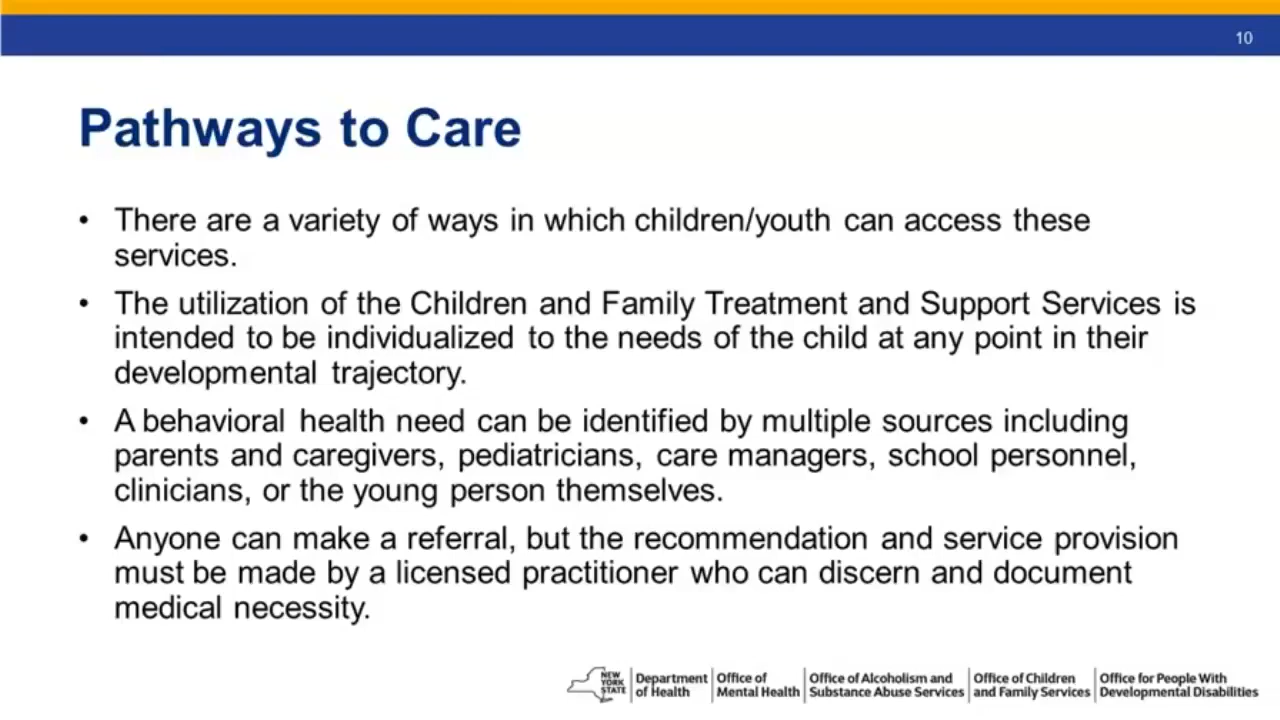 10
Pathways to Care
• There are a variety of ways in which children/youth can access these
services.
• The utilization of the Children and Family Treatment and Support Services is
intended to be individualized to the needs of the child at any point in their
developmental trajectory.
• A behavioral health need can be identified by multiple sources including
parents and caregivers, pediatricians, care managers, school personnel,
clinicians, or the young person themselves.
• Anyone can make a referral, but the recommendation and service provision
must be made by a licensed practitioner who can discern and document
medical necessity.
NEW
YORK
STATE
Department
of Health
Office of
Mental Health
Office of Alcoholism and
Substance Abuse Services
Office of Children
and Family Services
Office for People With
Developmental Disabilities